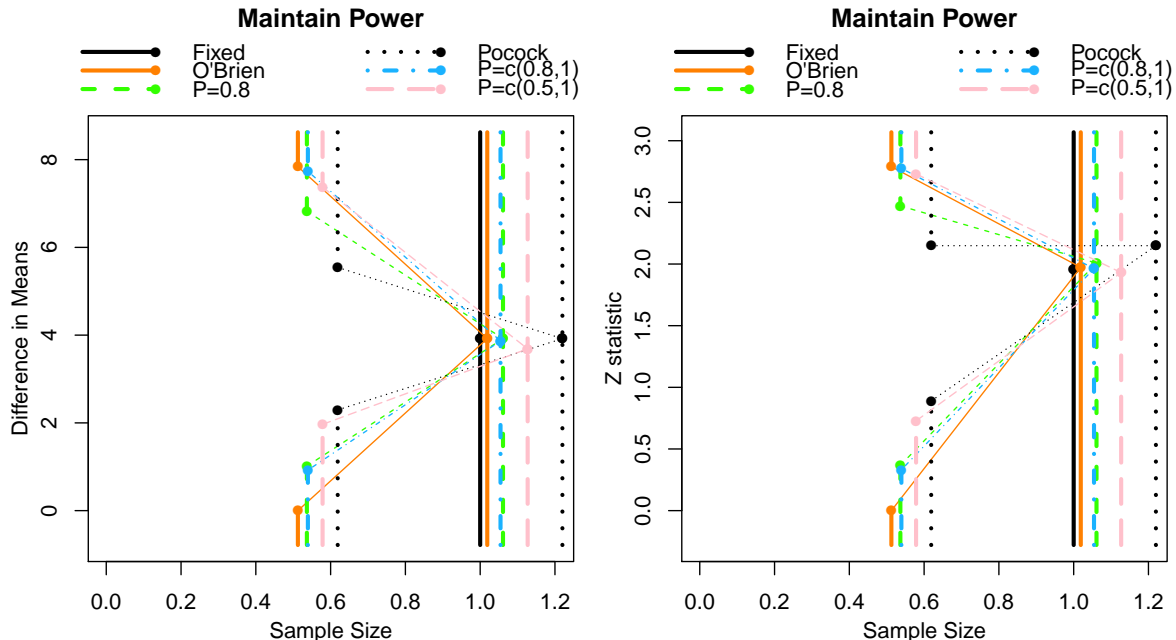 Maintain Power
Fixed
O'Brien
P=0.8
Pocock
P=c(0.8,1)
P=c(0.5,1)
Difference in Means
8
6
4
2
0
0.0 0.2 0.4 0.6 0.8 1.0 1.2
Sample Size
Maintain Power
Fixed
O'Brien
P=0.8
Pocock
P=c(0.8,1)
P=c(0.5,1)
Z statistic
3.0
2.5
2.0
1.5
1.0
0.5
0.0
0.0 0.2 0.4 0.6 0.8 1.0 1.2
Sample Size